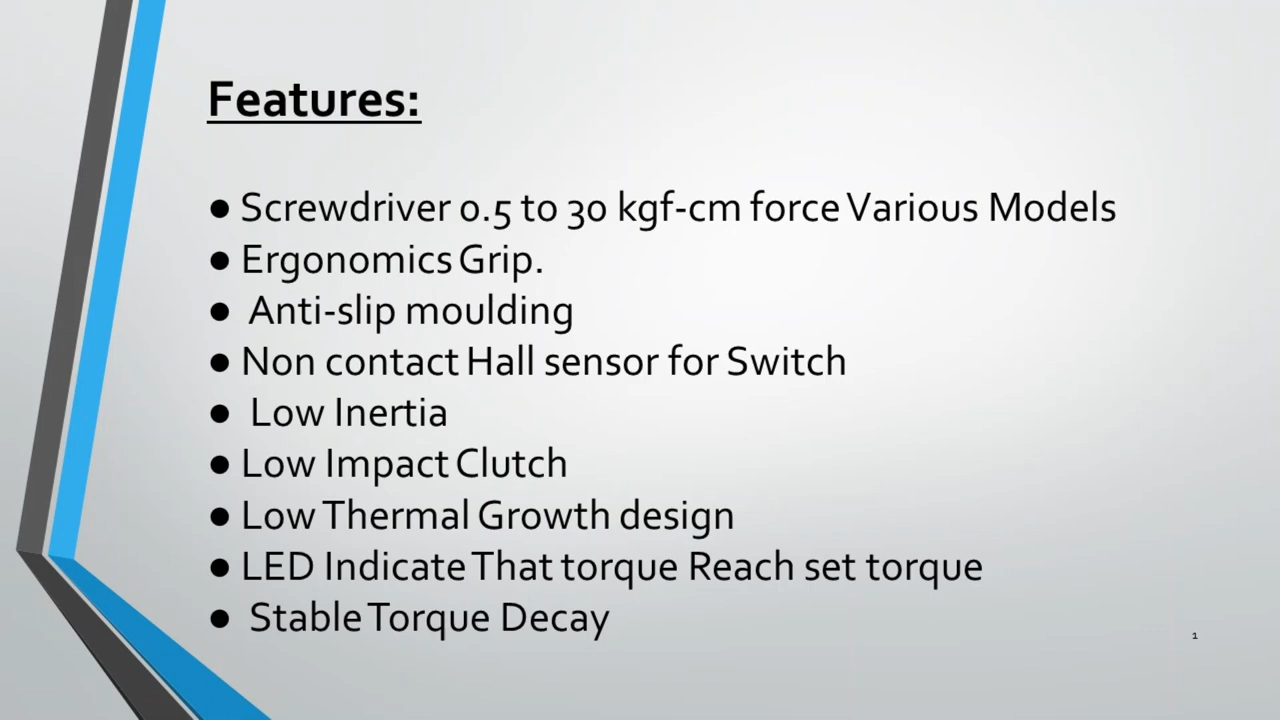 Features:
● Screwdriver 0.5 to 30 kgf-cm force Various Models
● Ergonomics Grip.
● Anti-slip moulding
● Non contact Hall sensor for Switch
● Low Inertia
● Low Impact Clutch
● Low Thermal Growth design
● LED Indicate That torque Reach set torque
● Stable Torque Decay
1